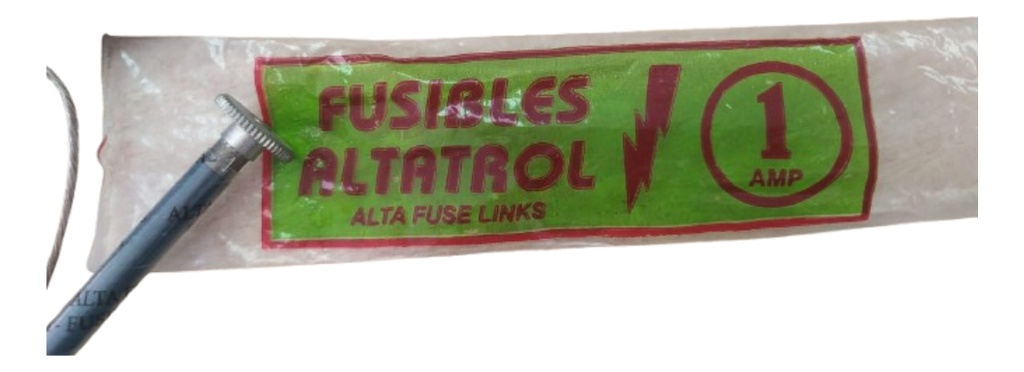 FUSIBLES
ALTATROL
ALTA FUSE LINKS
1
AMP